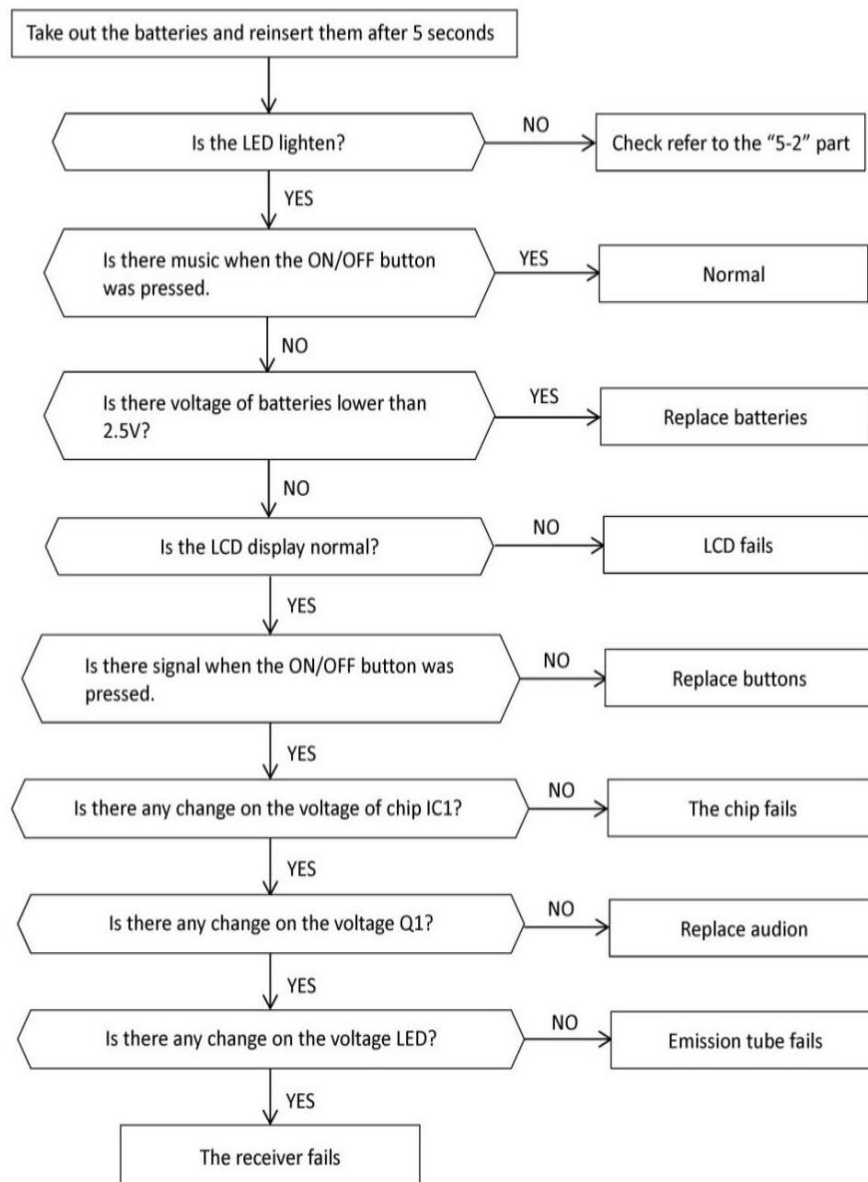 Take out the batteries and reinsert them after 5 seconds
Is the LED lighten?
NO
Check refer to the “5-2” part
YES
Is there music when the ON/OFF button
was pressed.
YES
Normal
NO
Is there voltage of batteries lower than
2.5V?
YES
Replace batteries
NO
Is the LCD display normal?
NO
LCD fails
YES
Is there signal when the ON/OFF button was
pressed.
NO
Replace buttons
YES
Is there any change on the voltage of chip IC1?
NO
The chip fails
YES
Is there any change on the voltage Q1?
NO
Replace audion
YES
Is there any change on the voltage LED?
NO
Emission tube fails
YES
The receiver fails